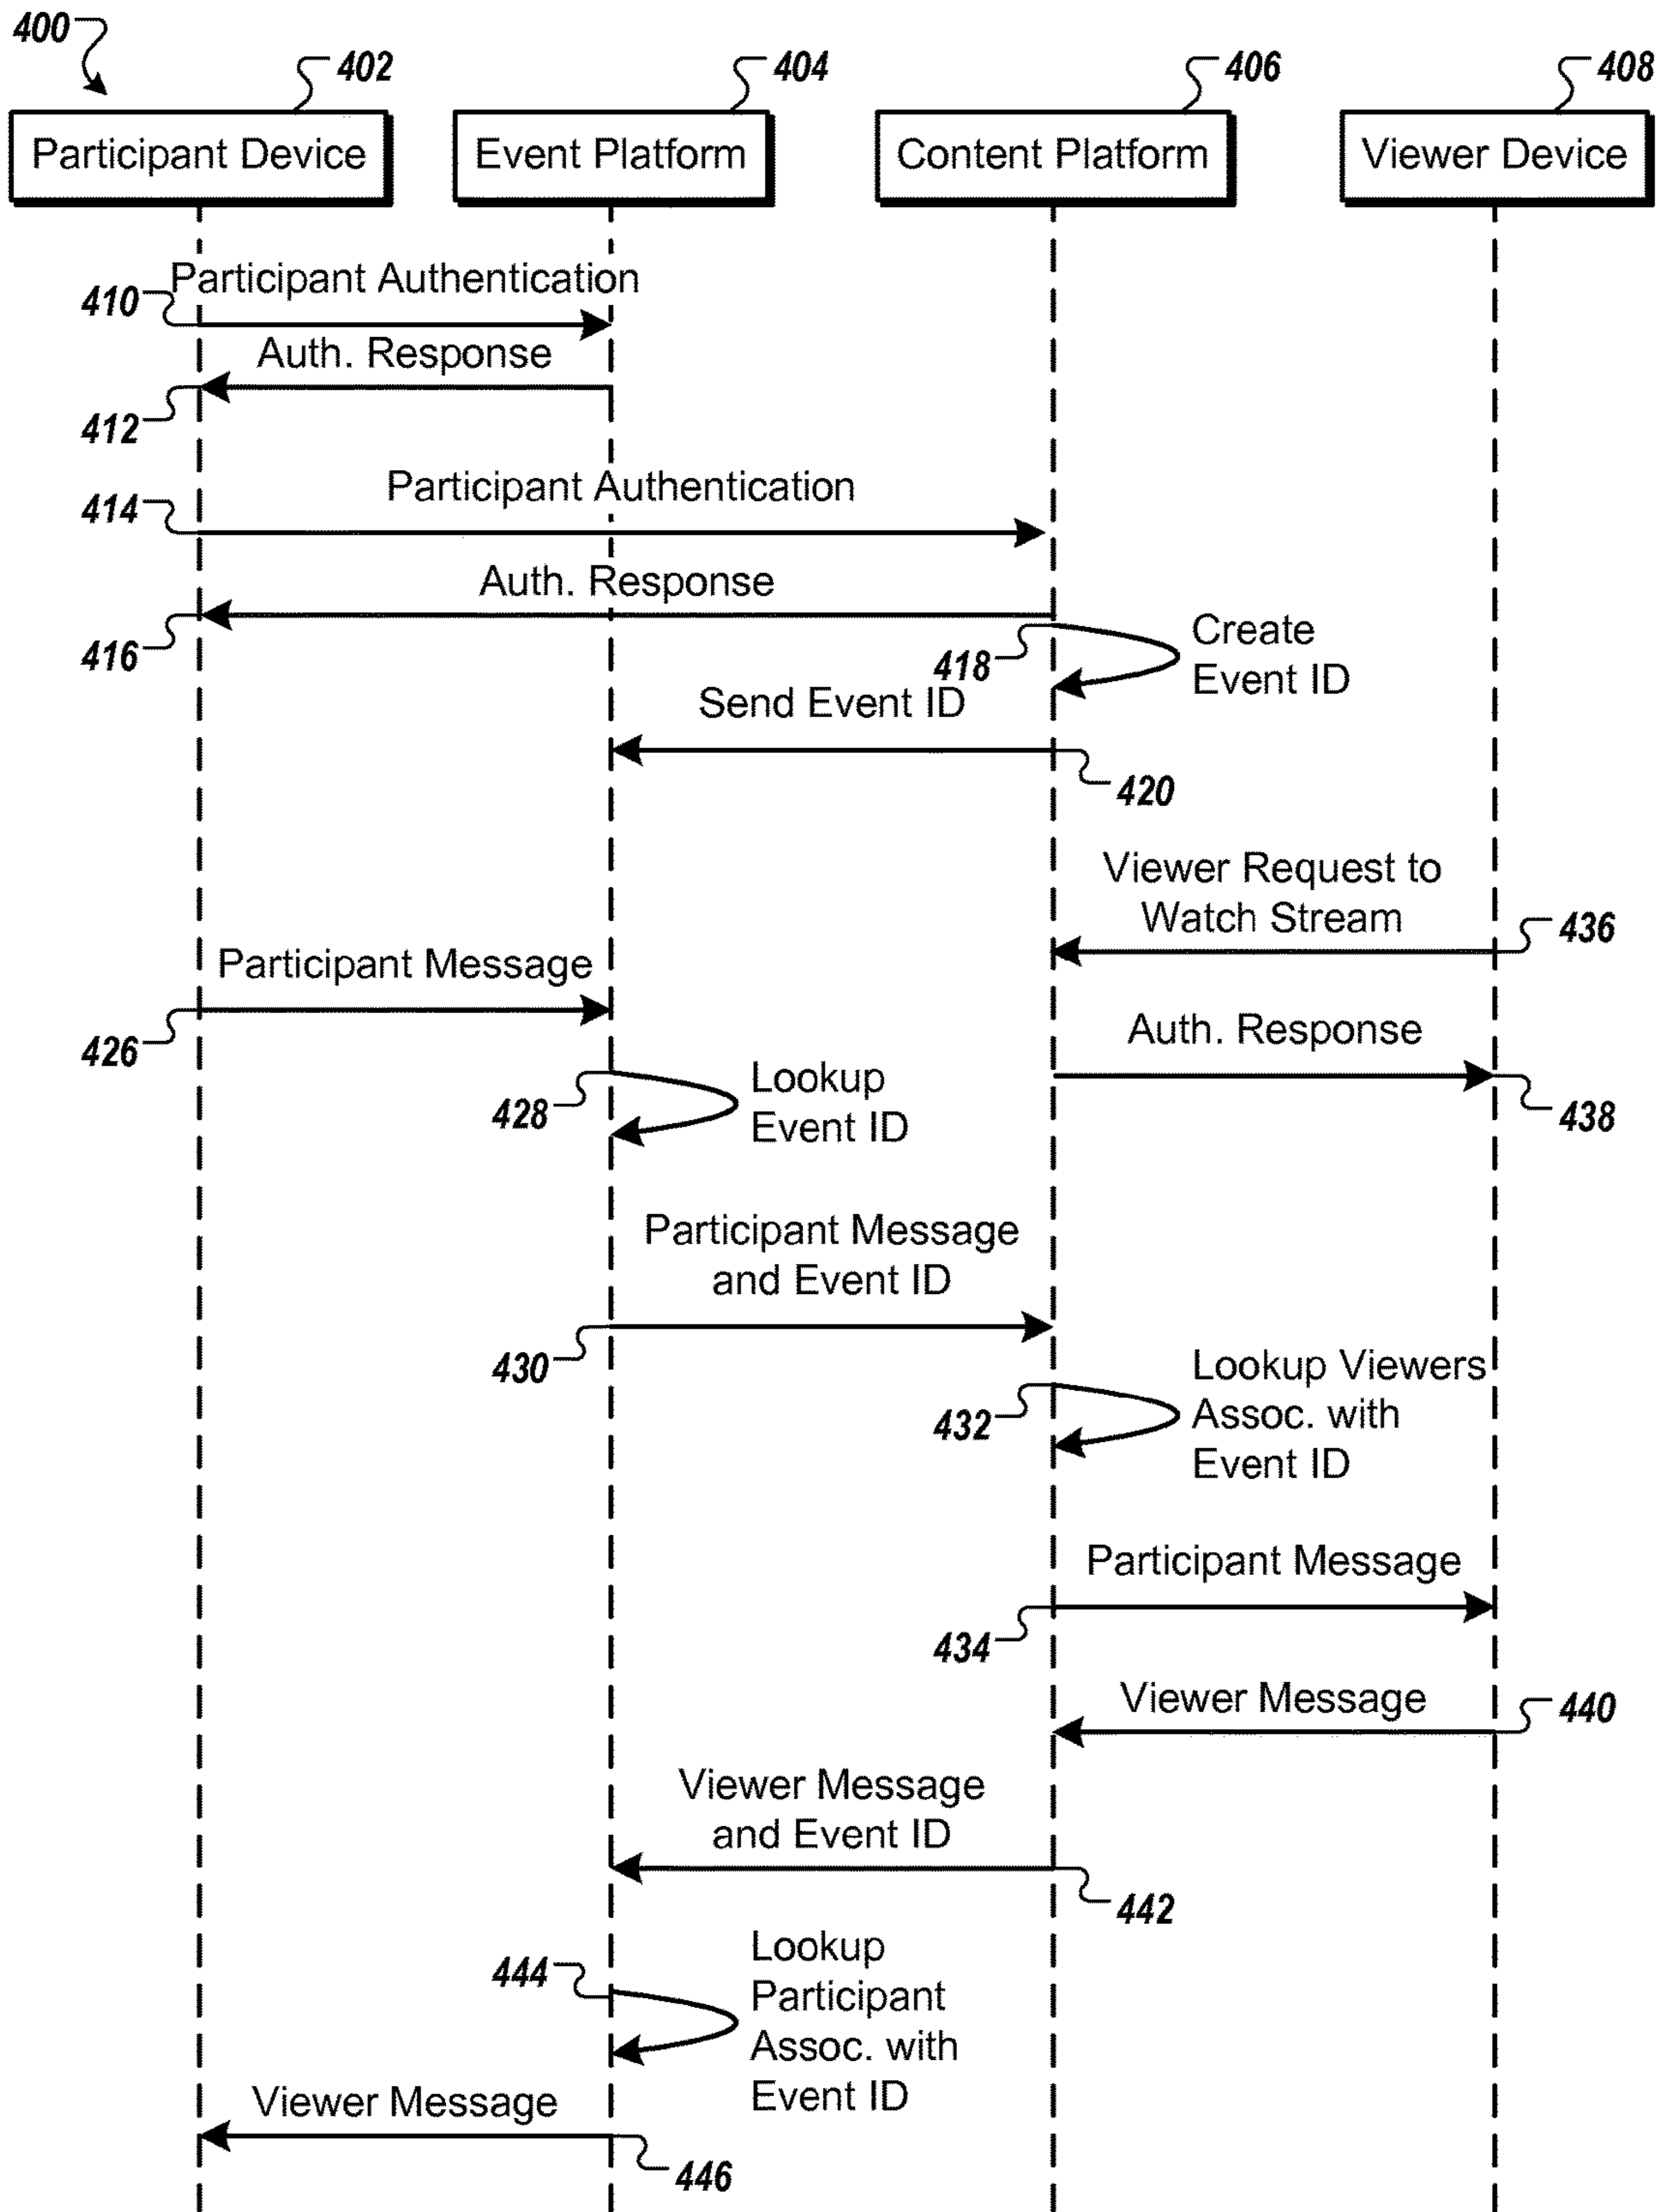 400
402
404
406
408
Participant Device
Event Platform
Content Platform
Viewer Device
Participant Authentication
410
Auth. Response
412
Participant Authentication
414
Auth. Response
416
418
Create
Event ID
Send Event ID
420
Viewer Request to
Watch Stream
436
Participant Message
426
Auth. Response
438
428
Lookup
Event ID
Participant Message
and Event ID
430
Lookup Viewers
Assoc. with
Event ID
432
Participant Message
434
Viewer Message
440
Viewer Message
and Event ID
442
444
Lookup
Participant
Assoc. with
Event ID
Viewer Message
446